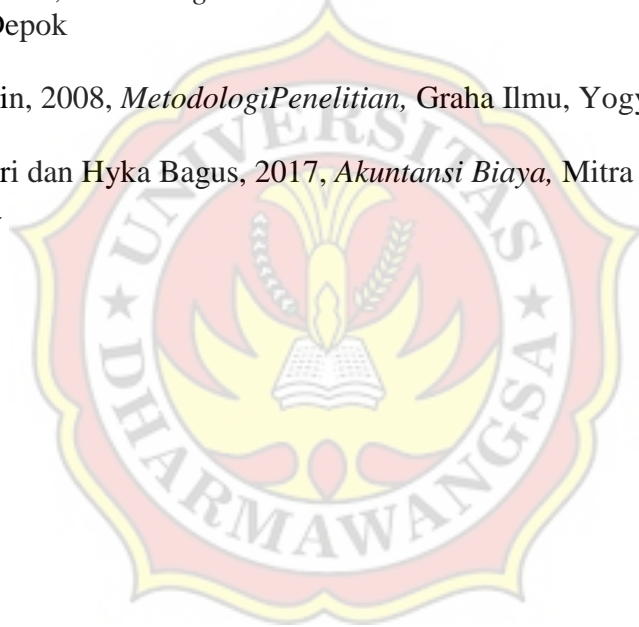 Depok
in, 2008, MetodologiPenelitian, Graha Ilmu, Yogy
ri dan Hyka Bagus, 2017, Akuntansi Biaya, Mitra
UNIVERSITAS
DHARMAWANGSA